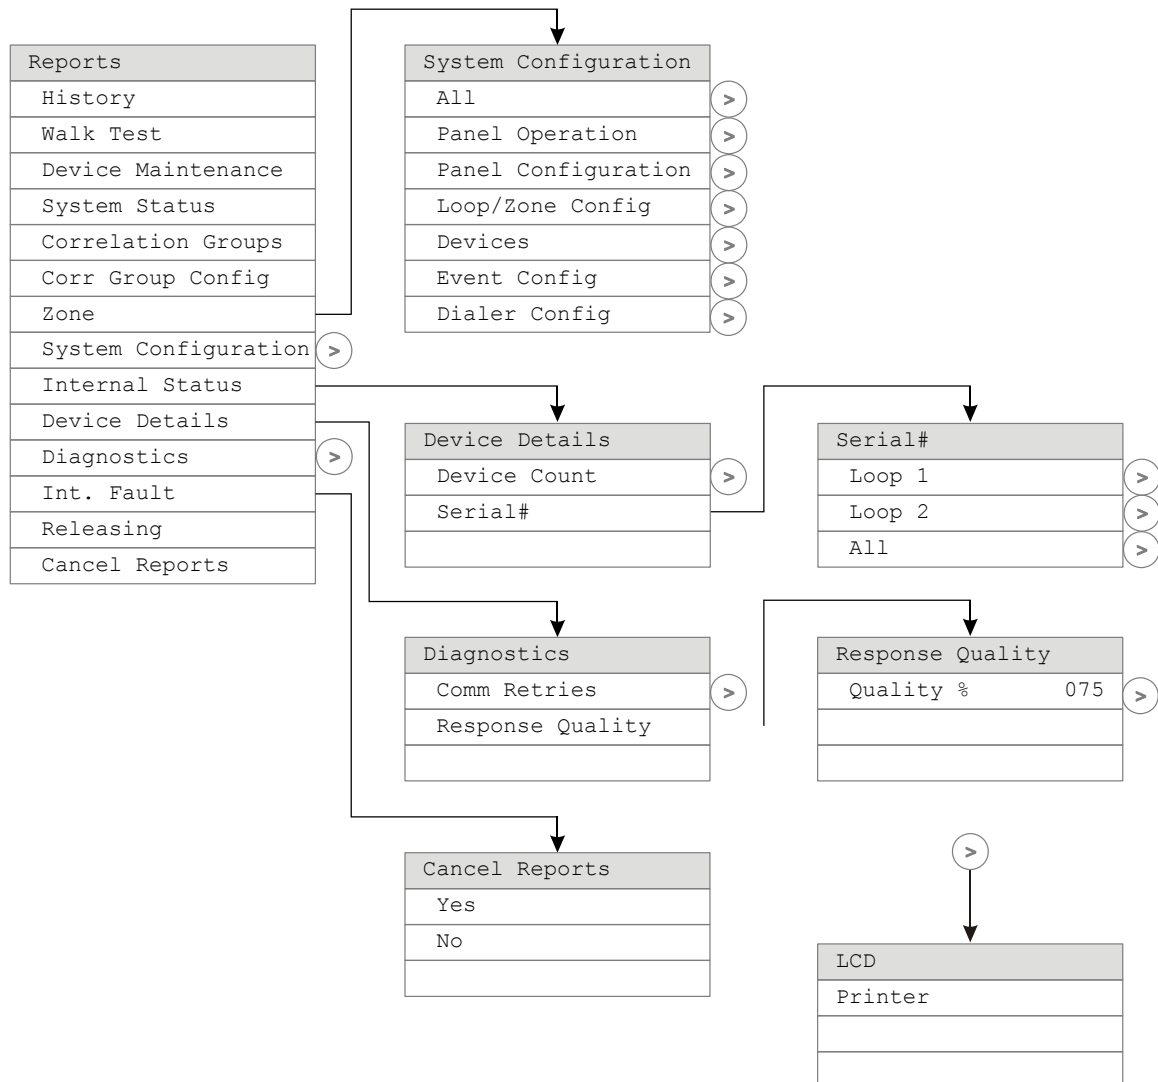 Reports
History
Walk Test
Device Maintenance
System Status
Correlation Groups
Corr Group Config
Zone
System Configuration >
Internal Status
Device Details
Diagnostics >
Int. Fault
Releasing
Cancel Reports
System Configuration
All >
Panel Operation >
Panel Configuration >
Loop/Zone Config >
Devices >
Event Config >
Dialer Config >
Device Details
Device Count >
Serial#
Serial#
Loop 1 >
Loop 2 >
All >
Diagnostics
Comm Retries >
Response Quality
Response Quality
Quality % 075 >
Cancel Reports
Yes
No
>
LCD
Printer